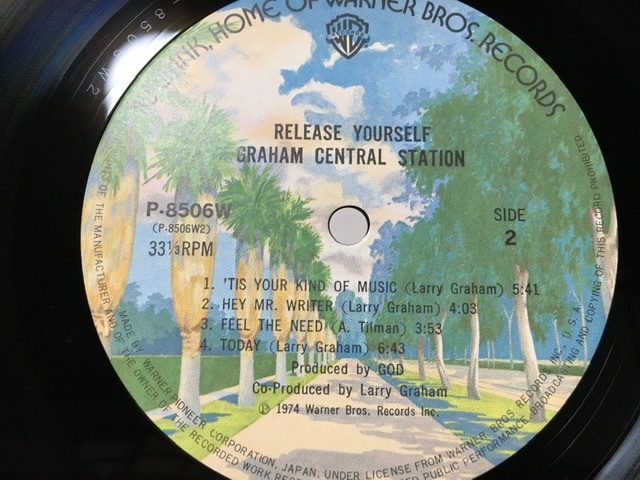 8506W2
BANK, HOME OF WARNER BROS. RECORDS
RELEASE YOURSELF
GRAHAM CENTRAL STATION
P-8506W
(P-8506W2)
33⅓RPM
SIDE
2
1. 'TIS YOUR KIND OF MUSIC (Larry Graham) 5:41
2. HEY MR. WRITER (Larry Graham) 4:03
3. FEEL THE NEED (A. Tilman) 3:53
4. TODAY (Larry Graham) 6:43
Produced by GOD
Co-Produced by Larry Graham
℗ 1974 Warner Bros. Records Inc.
MADE BY WARNER-PIONEER CORPORATION, JAPAN, UNDER LICENSE FROM WARNER BROS. RECORDS INC., U.S.A.
OF THE MANUFACTURER AND OF THE OWNER OF THE RECORDED WORK PUBLIC PERFORMANCE, BROADCASTING AND COPYING OF THIS RECORD PROHIBITED